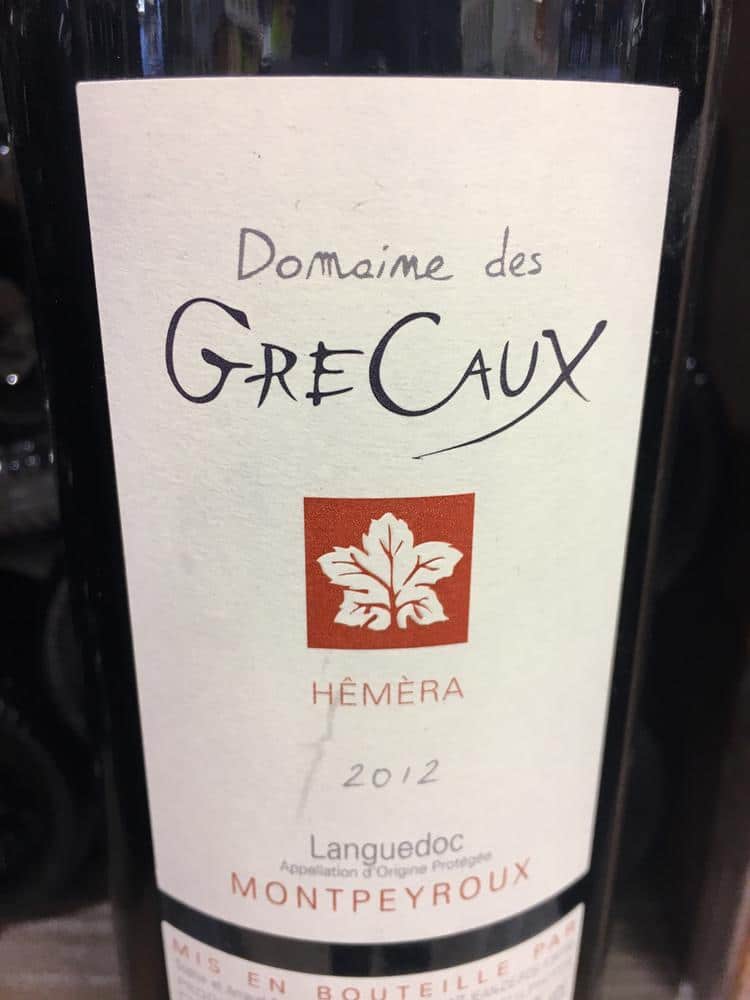 Domaine des
GRECAUX
HÊMÈRA
2012
Languedoc
Appellation d'Origine Protégée
MONTPEYROUX
MIS EN BOUTEILLE PAR